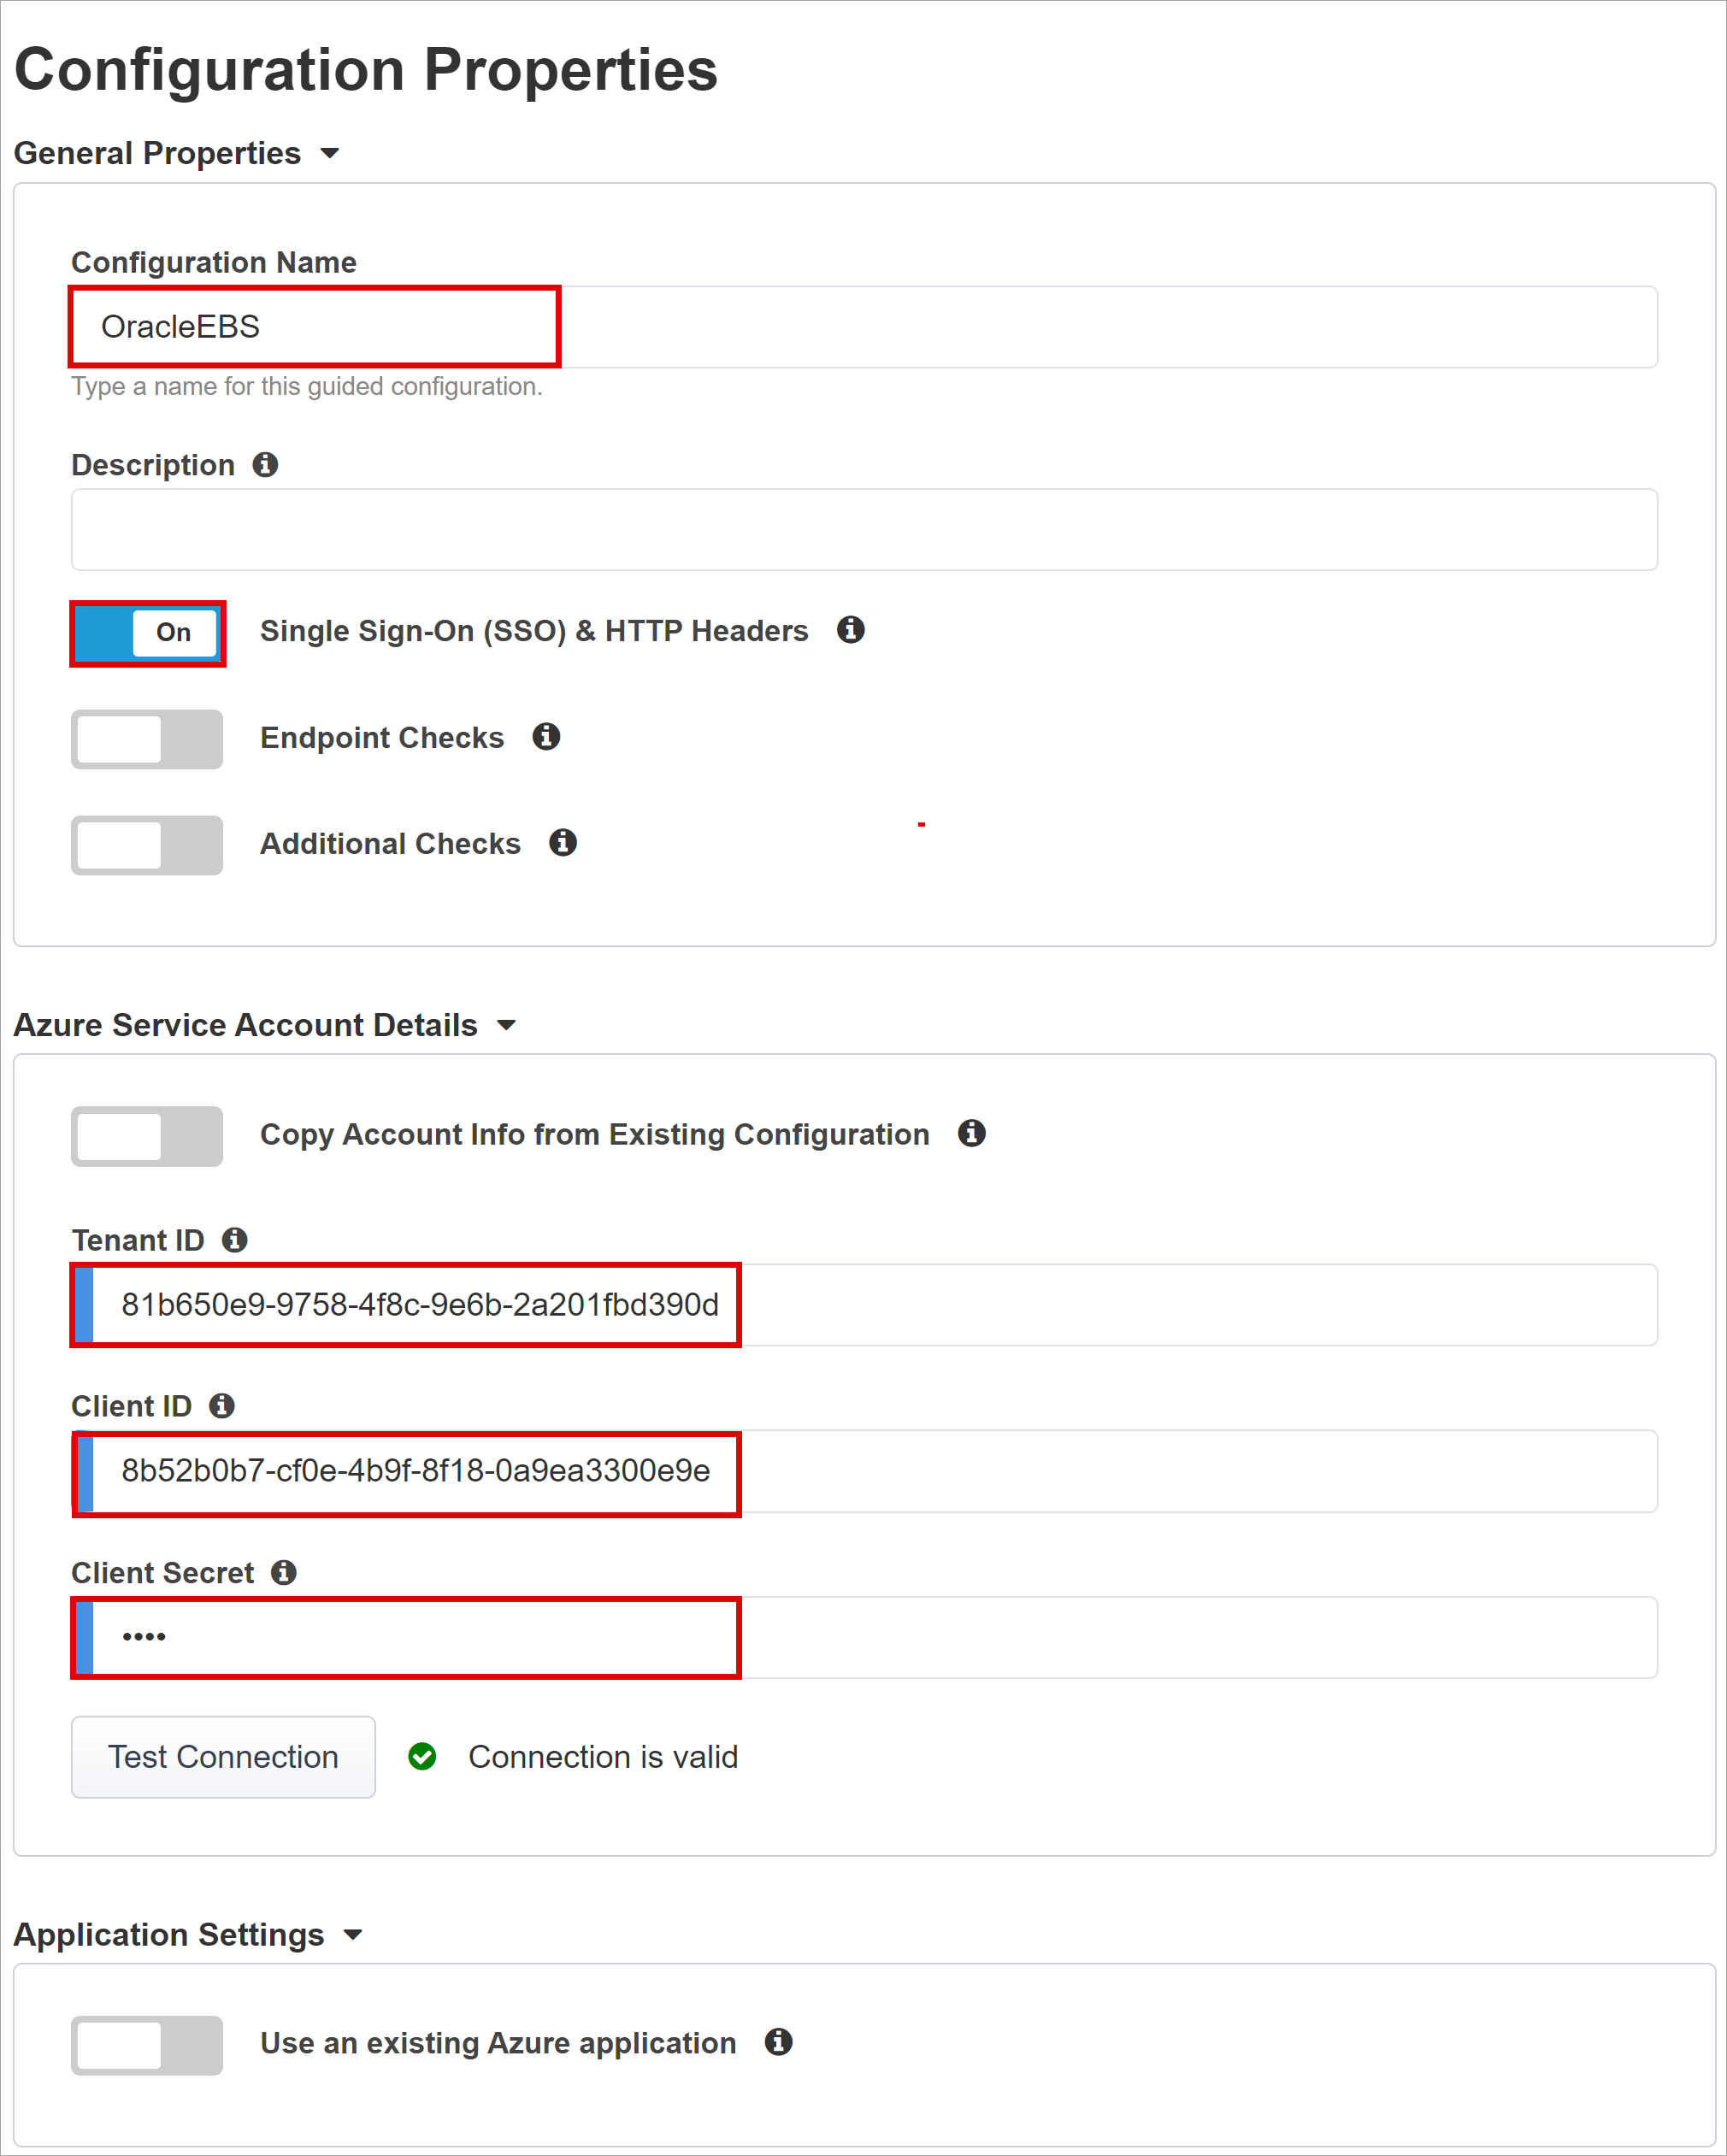 Configuration Properties
General Properties
Configuration Name
OracleEBS
Type a name for this guided configuration.
Description
On
Single Sign-On (SSO) & HTTP Headers
Endpoint Checks
Additional Checks
Azure Service Account Details
Copy Account Info from Existing Configuration
Tenant ID
81b650e9-9758-4f8c-9e6b-2a201fbd390d
Client ID
8b52b0b7-cf0e-4b9f-8f18-0a9ea3300e9e
Client Secret
••••
Test Connection
Connection is valid
Application Settings
Use an existing Azure application